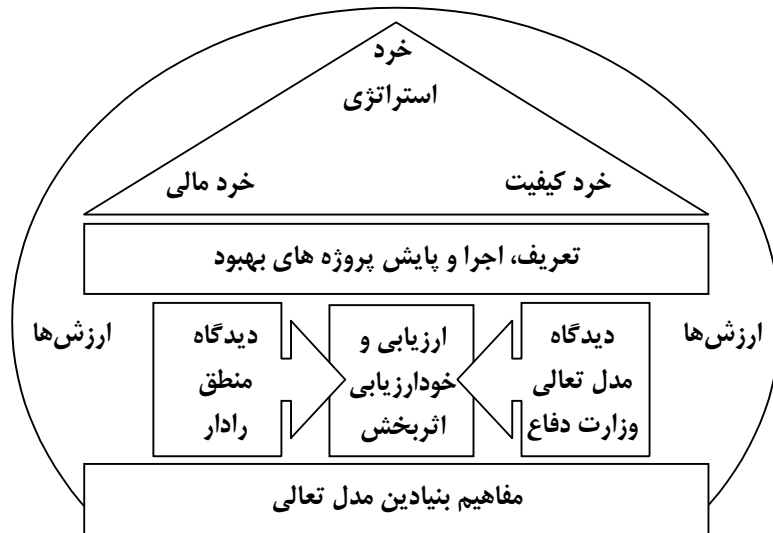 خرد
استراتژی
خرد کیفیت
خرد مالی
تعریف، اجرا و پایش پروژه های بهبود
ارزش‌ها
دیدگاه
مدل تعالی
وزارت دفاع
ارزیابی و
خودارزیابی
اثربخش
دیدگاه
منطق
رادار
ارزش‌ها
مفاهیم بنیادین مدل تعالی